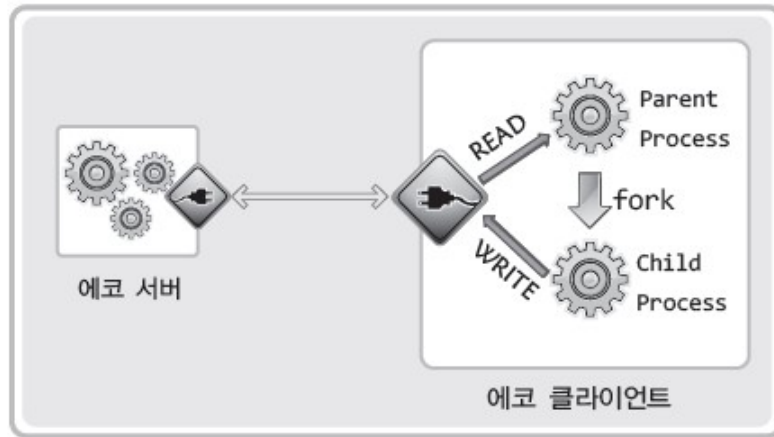 Parent
Process
READ
fork
WRITE
Child
Process
에코 서버
에코 클라이언트